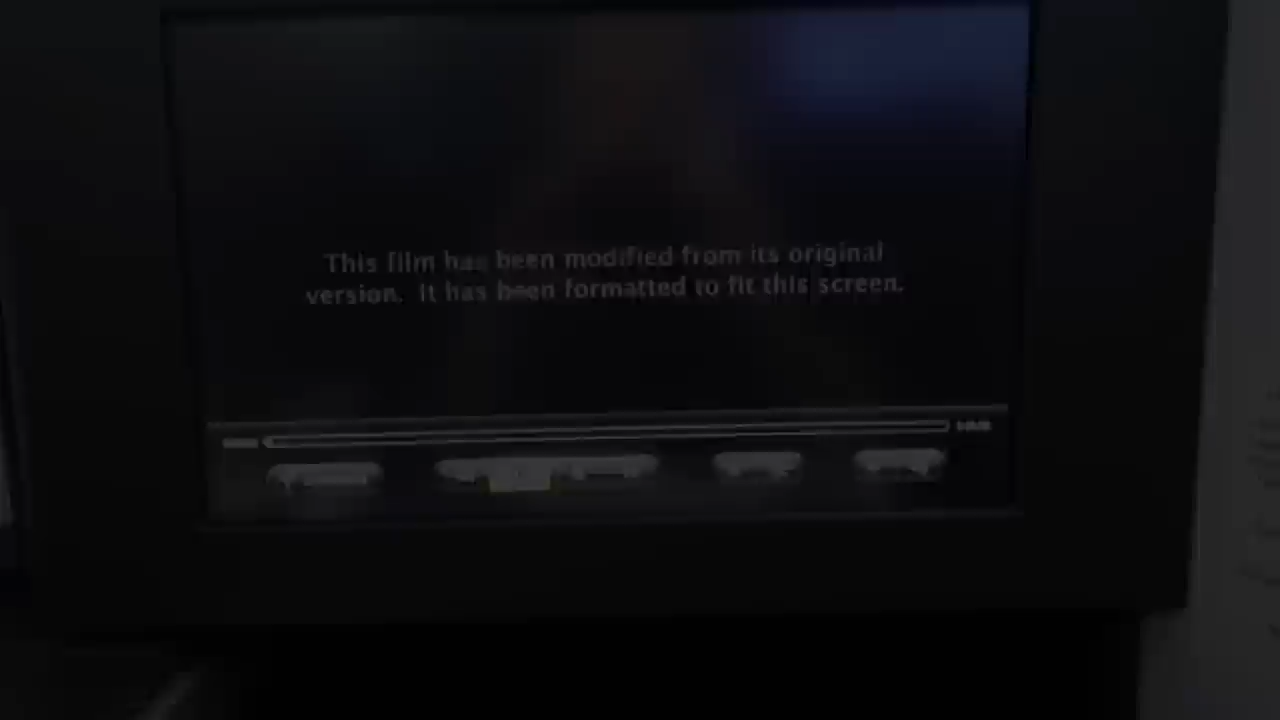 This film has been modified from its original
version. It has been formatted to fit this screen.